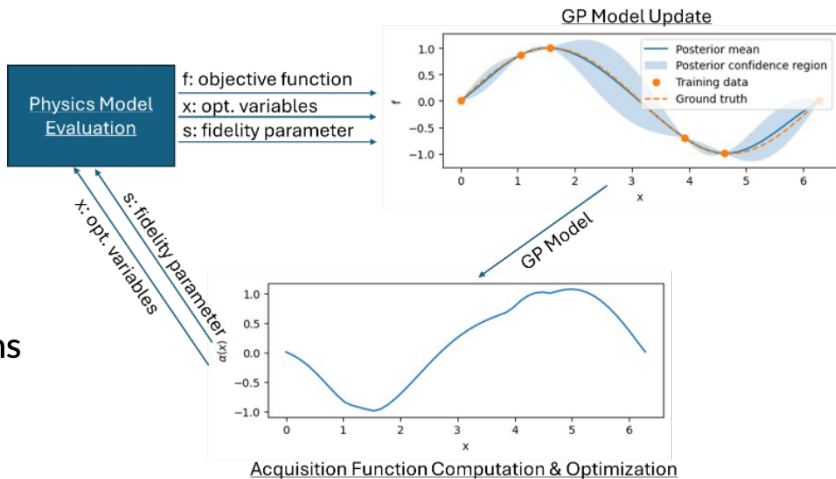 GP Model Update
Physics Model
Evaluation
f: objective function
x: opt. variables
s: fidelity parameter
1.0
0.5
0.0
-0.5
-1.0
f
Posterior mean
Posterior confidence region
Training data
Ground truth
0 1 2 3 4 5 6
x
GP Model
s: fidelity parameter
x: opt. variables
ns
1.0
0.5
0.0
-0.5
-1.0
α(x)
0 1 2 3 4 5 6
x
Acquisition Function Computation & Optimization